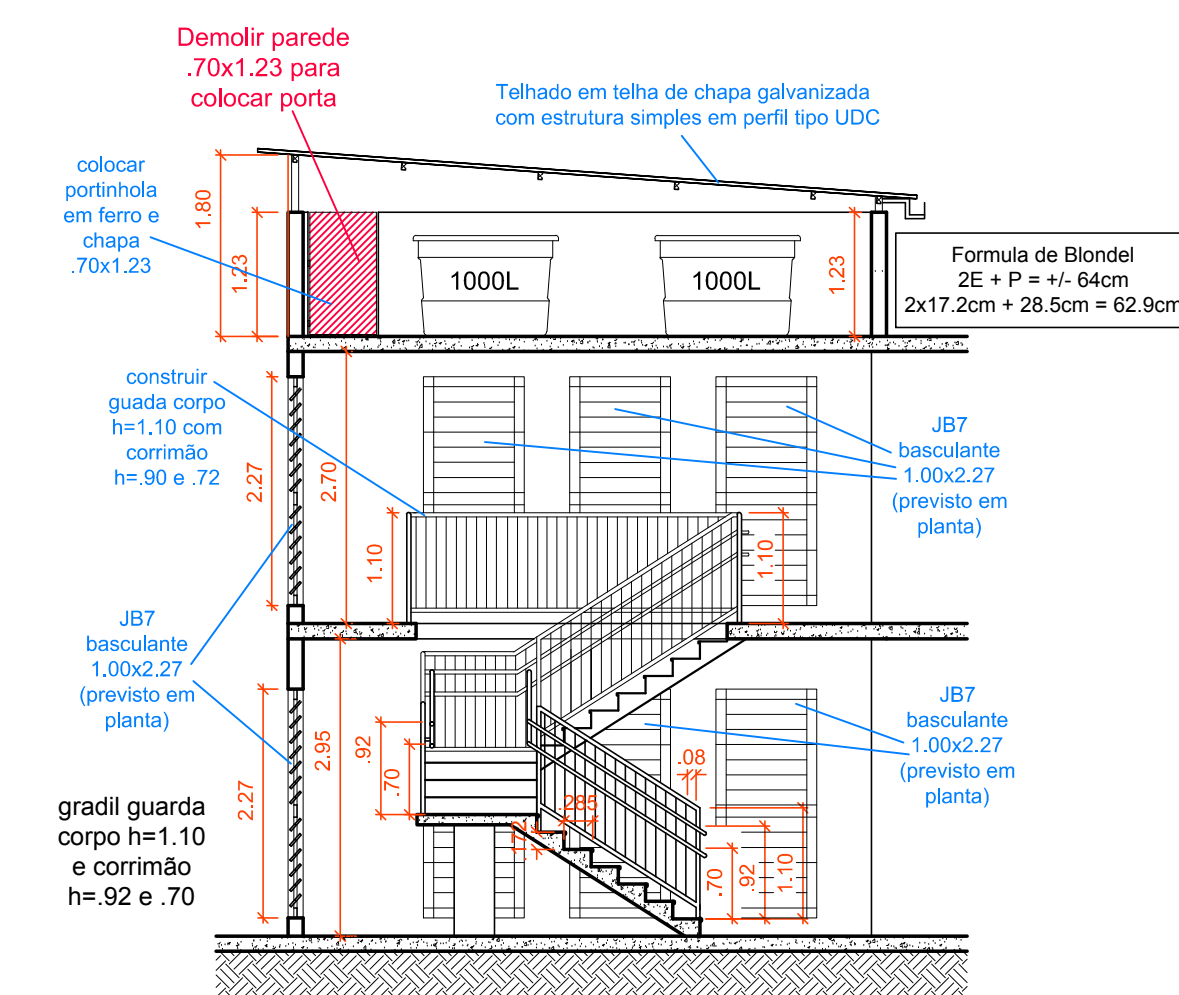 Demolir parede
.70x1.23 para
colocar porta
Telhado em telha de chapa galvanizada
com estrutura simples em perfil tipo UDC
colocar
portinhola
em ferro e
chapa
.70x1.23
1.80
1.23
1000L
1000L
1.23
Formula de Blondel
2E + P = +/- 64cm
2x17.2cm + 28.5cm = 62.9cm
construir
guada corpo
h=1.10 com
corrimão
h=.90 e .72
2.27
2.70
1.10
1.10
JB7
basculante
1.00x2.27
(previsto em
planta)
JB7
basculante
1.00x2.27
(previsto em
planta)
2.27
2.95
.92
.70
.285
.172
.08
.70
.92
1.10
JB7
basculante
1.00x2.27
(previsto em
planta)
gradil guarda
corpo h=1.10
e corrimão
h=.92 e .70